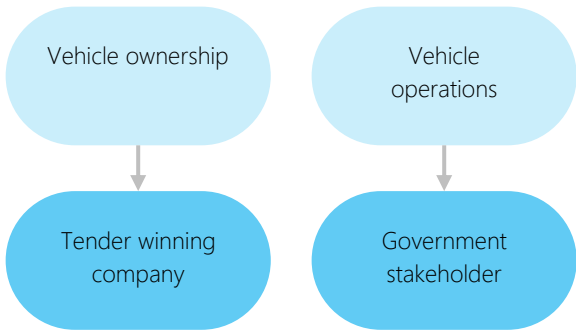 Vehicle ownership
Vehicle
operations
Tender winning
company
Government
stakeholder